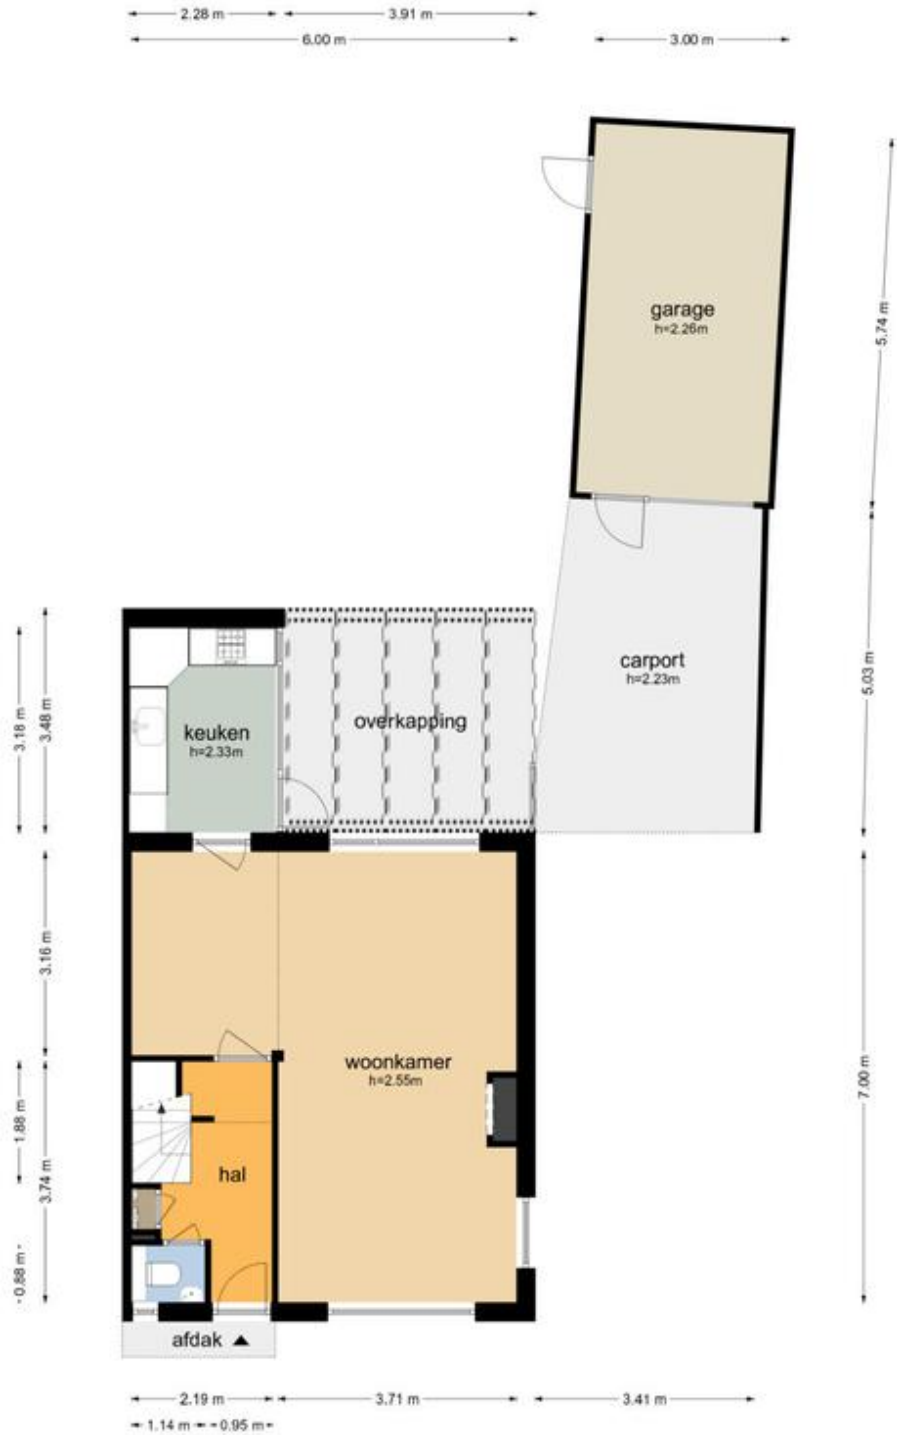 2.28 m
3.91 m
6.00 m
3.00 m
garage
h=2.26m
5.74 m
carport
h=2.23m
5.03 m
overkapping
keuken
h=2.33m
3.18 m
3.48 m
3.16 m
woonkamer
h=2.55m
7.00 m
1.88 m
3.74 m
hal
0.88 m
afdak
2.19 m
3.71 m
3.41 m
1.14 m
0.95 m